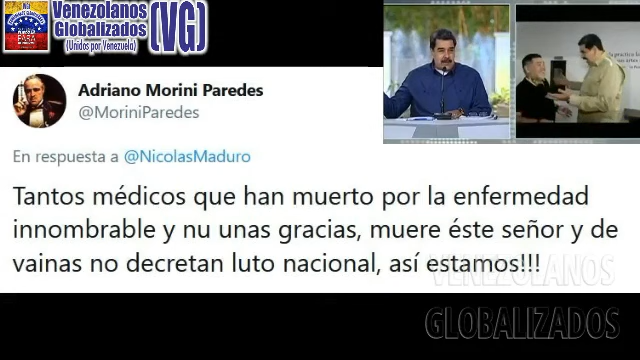 Venezolanos
Globalizados
(Unidos por Venezuela)
(VG)
Adriano Morini Paredes
@MoriniParedes
En respuesta a @NicolasMaduro
Tantos médicos que han muerto por la enfermedad
innombrable y nu unas gracias, muere éste señor y de
vainas no decretan luto nacional, así estamos!!!
VENEZOLANOS
GLOBALIZADOS